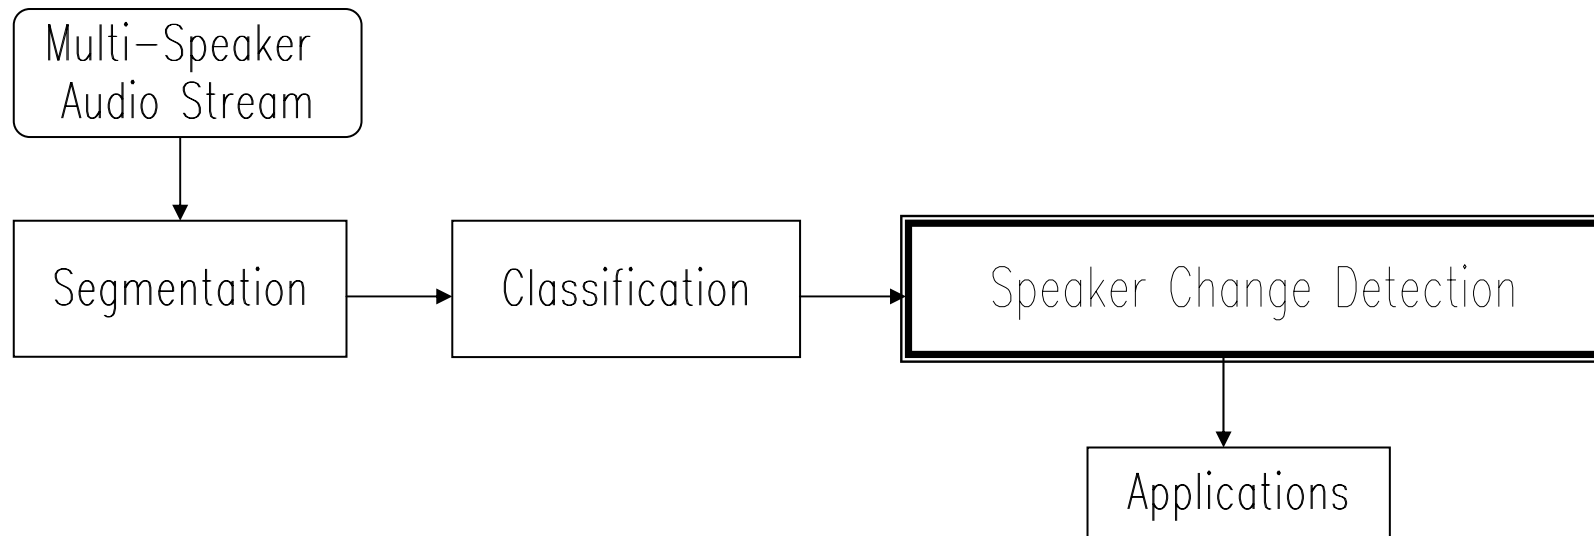 Multi-Speaker
Audio Stream
Segmentation
Classification
Speaker Change Detection
Applications